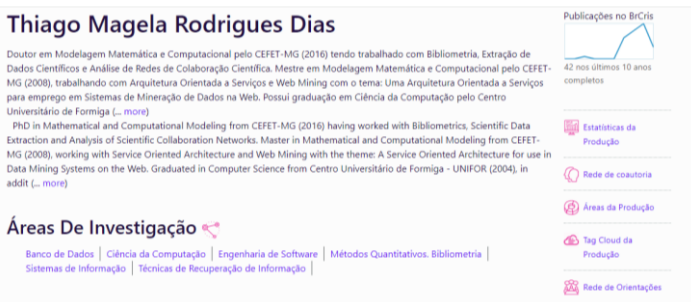 Thiago Magela Rodrigues Dias
Doutor em Modelagem Matemática e Computacional pelo CEFET-MG (2016) tendo trabalhado com Bibliometria, Extração de
Dados Científicos e Análise de Redes de Colaboração Científica. Mestre em Modelagem Matemática e Computacional pelo CEFET-
MG (2008), trabalhando com Arquitetura Orientada a Serviços e Web Mining com o tema: Uma Arquitetura Orientada a Serviços
para emprego em Sistemas de Mineração de Dados na Web. Possui graduação em Ciência da Computação pelo Centro
Universitário de Formiga (... more)
PhD in Mathematical and Computational Modeling from CEFET-MG (2016) having worked with Bibliometrics, Scientific Data
Extraction and Analysis of Scientific Collaboration Networks. Master in Mathematical and Computational Modeling from CEFET-
MG (2008), working with Service Oriented Architecture and Web Mining with the theme: A Service Oriented Architecture for use in
Data Mining Systems on the Web. Graduated in Computer Science from Centro Universitário de Formiga - UNIFOR (2004), in
addit (... more)
Áreas De Investigação
Banco de Dados | Ciência da Computação | Engenharia de Software | Métodos Quantitativos. Bibliometria |
Sistemas de Informação | Técnicas de Recuperação de Informação |
Publicações no BrCris
42 nos últimos 10 anos
completos
Estatísticas da
Produção
Rede de coautoria
Áreas da Produção
Tag Cloud da
Produção
Rede de Orientações